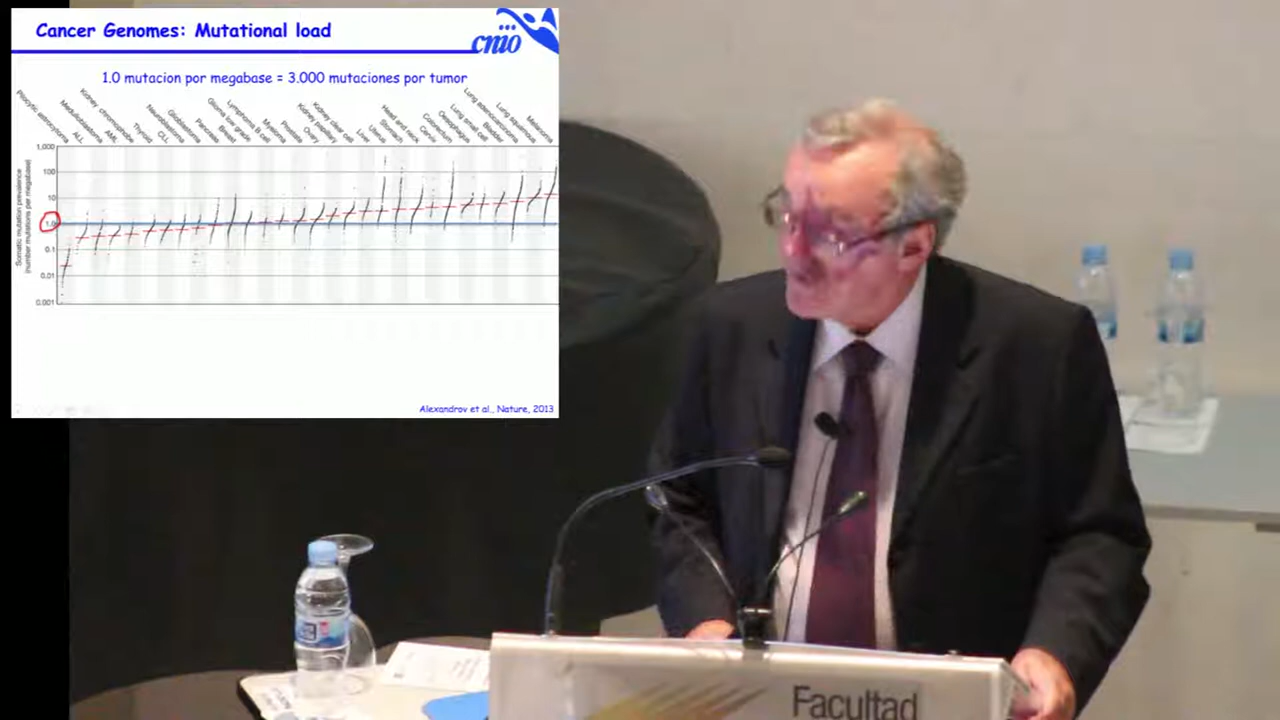 Cancer Genomes: Mutational load
cnio
1.0 mutacion por megabase = 3.000 mutaciones por tumor
Pilocytic astrocytoma
ALL
Medulloblastoma
AML
Kidney chromophobe
Thyroid
CLL
Neuroblastoma
Glioblastoma
Pancreas
Breast
Glioma low grade
Lymphoma B cell
Myeloma
Prostate
Ovary
Kidney papillary
Kidney clear cell
Liver
Uterus
Stomach
Head and neck
Cervix
Colorectum
Oesophagus
Lung small cell
Bladder
Lung adenocarcinoma
Lung squamous
Melanoma
Somatic mutation prevalence
(number mutations per megabase)
1,000
100
10
1.0
0.1
0.01
0.001
Alexandrov et al., Nature, 2013
Facultad